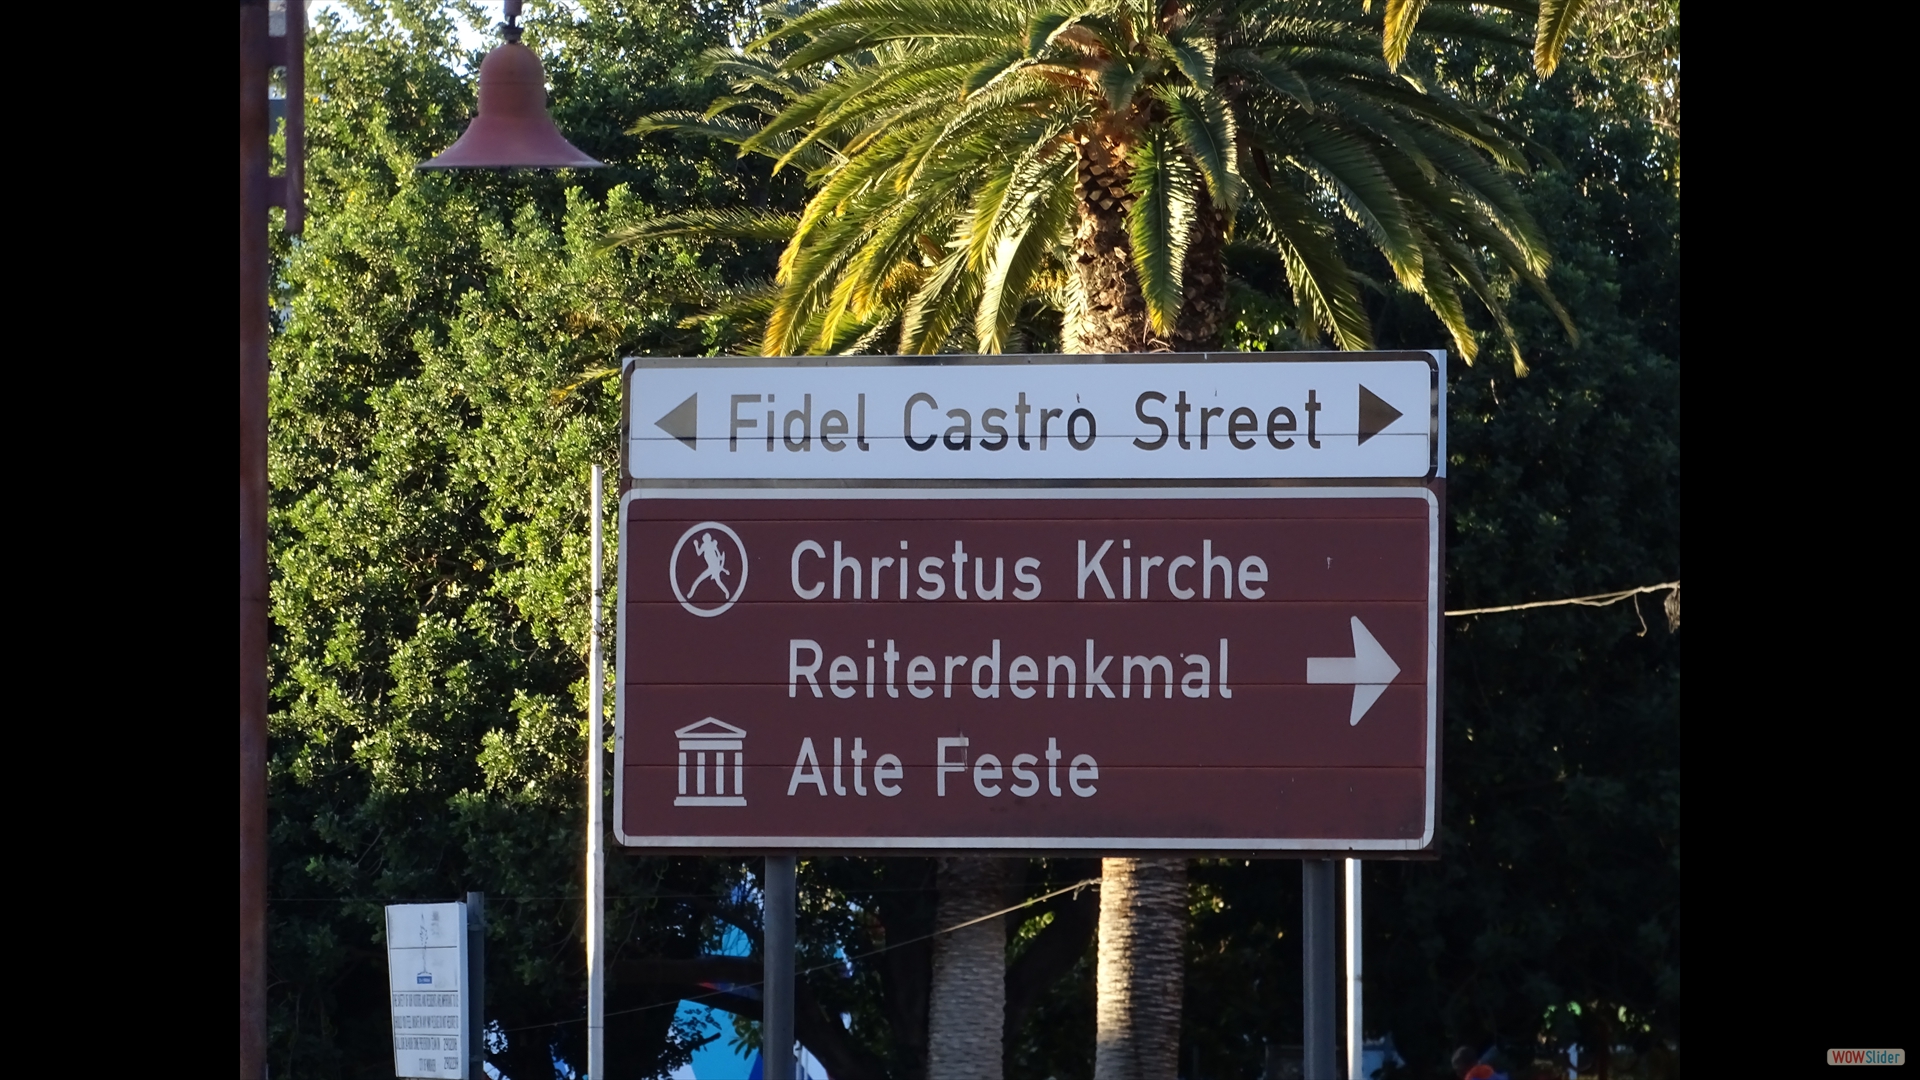 Fidel Castro Street
Christus Kirche
Reiterdenkmal
Alte Feste
WOWSlider